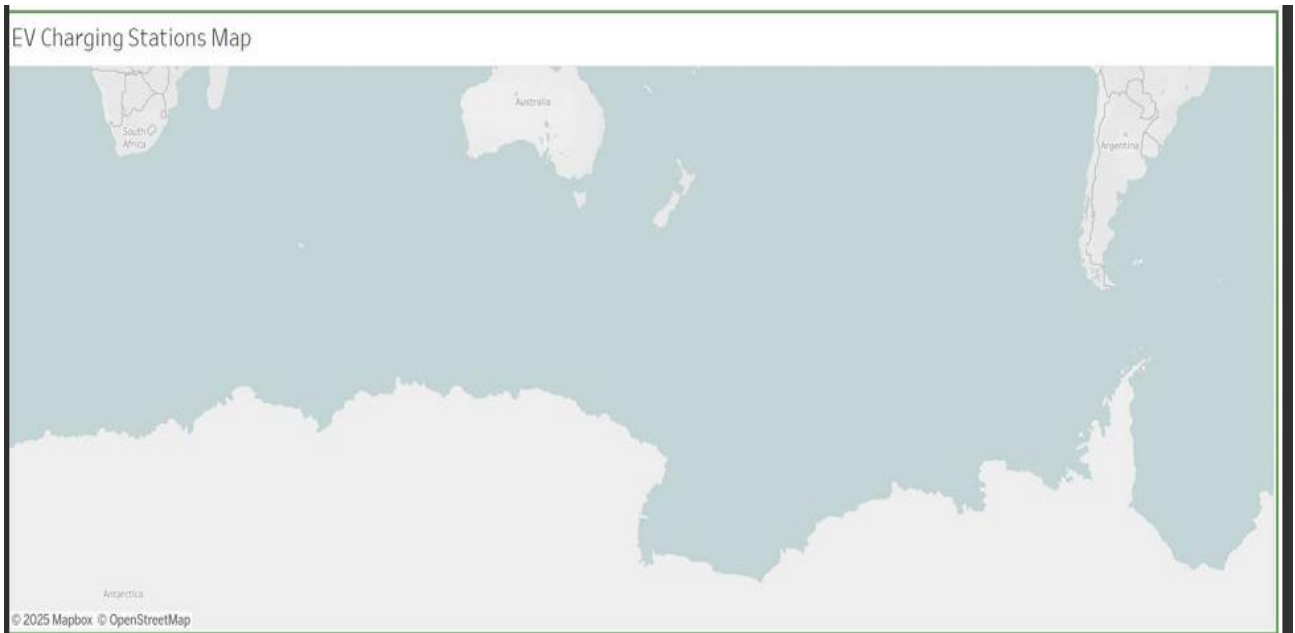 EV Charging Stations Map
Australia
South
Africa
Argentina
Antarctica
© 2025 Mapbox © OpenStreetMap